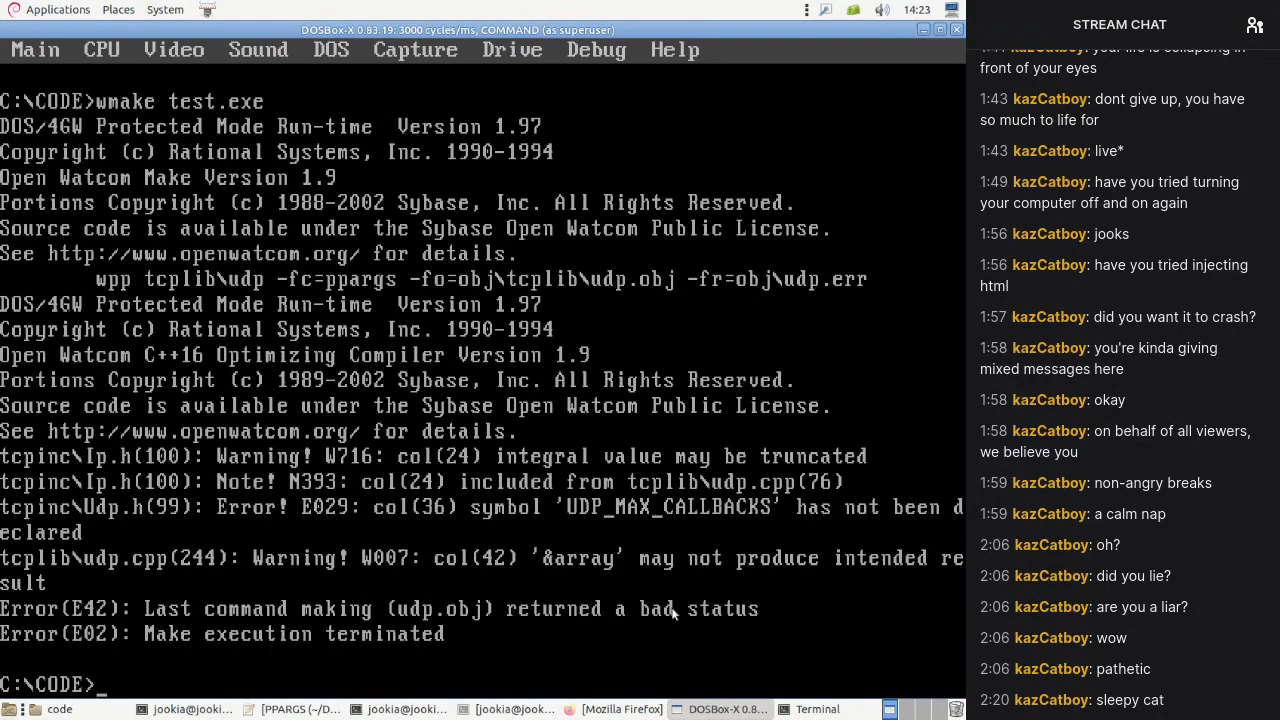 Applications Places System 14:23
DOSBox-X 0.83.19: 3000 cycles/ms, COMMAND (as superuser)
Main CPU Video Sound DOS Capture Drive Debug Help
C:\CODE>wmake test.exe
DOS/4GW Protected Mode Run-time  Version 1.97
Copyright (c) Rational Systems, Inc. 1990-1994
Open Watcom Make Version 1.9
Portions Copyright (c) 1988-2002 Sybase, Inc. All Rights Reserved.
Source code is available under the Sybase Open Watcom Public License.
See http://www.openwatcom.org/ for details.
        wpp tcplib\udp -fc=ppargs -fo=obj\tcplib\udp.obj -fr=obj\udp.err
DOS/4GW Protected Mode Run-time  Version 1.97
Copyright (c) Rational Systems, Inc. 1990-1994
Open Watcom C++16 Optimizing Compiler Version 1.9
Portions Copyright (c) 1989-2002 Sybase, Inc. All Rights Reserved.
Source code is available under the Sybase Open Watcom Public License.
See http://www.openwatcom.org/ for details.
tcpinc\Ip.h(100): Warning! W716: col(24) integral value may be truncated
tcpinc\Ip.h(100): Note! N393: col(24) included from tcplib\udp.cpp(76)
tcpinc\Udp.h(99): Error! E029: col(36) symbol 'UDP_MAX_CALLBACKS' has not been d
eclared
tcplib\udp.cpp(244): Warning! W007: col(42) '&array' may not produce intended re
sult
Error(E42): Last command making (udp.obj) returned a bad status
Error(E02): Make execution terminated
C:\CODE>_
code jookia@jooki... [PPARGS (~/D... jookia@jooki... [jookia@jooki... [Mozilla Firefox] DOSBox-X 0.8... Terminal
STREAM CHAT
1:41 kazCatboy: your life is collapsing in
front of your eyes
1:43 kazCatboy: dont give up, you have
so much to life for
1:43 kazCatboy: live*
1:49 kazCatboy: have you tried turning
your computer off and on again
1:56 kazCatboy: jooks
1:56 kazCatboy: have you tried injecting
html
1:57 kazCatboy: did you want it to crash?
1:58 kazCatboy: you're kinda giving
mixed messages here
1:58 kazCatboy: okay
1:58 kazCatboy: on behalf of all viewers,
we believe you
1:59 kazCatboy: non-angry breaks
1:59 kazCatboy: a calm nap
2:06 kazCatboy: oh?
2:06 kazCatboy: did you lie?
2:06 kazCatboy: are you a liar?
2:06 kazCatboy: wow
2:06 kazCatboy: pathetic
2:20 kazCatboy: sleepy cat